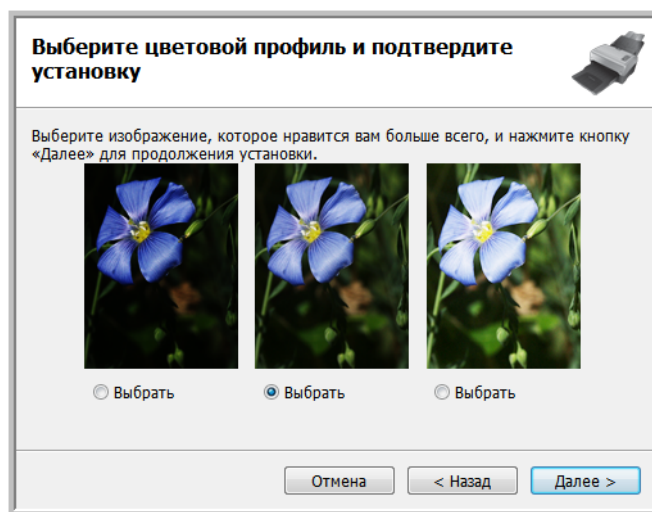 Выберите цветовой профиль и подтвердите
установку
Выберите изображение, которое нравится вам больше всего, и нажмите кнопку
«Далее» для продолжения установки.
Выбрать Выбрать Выбрать
Отмена < Назад Далее >